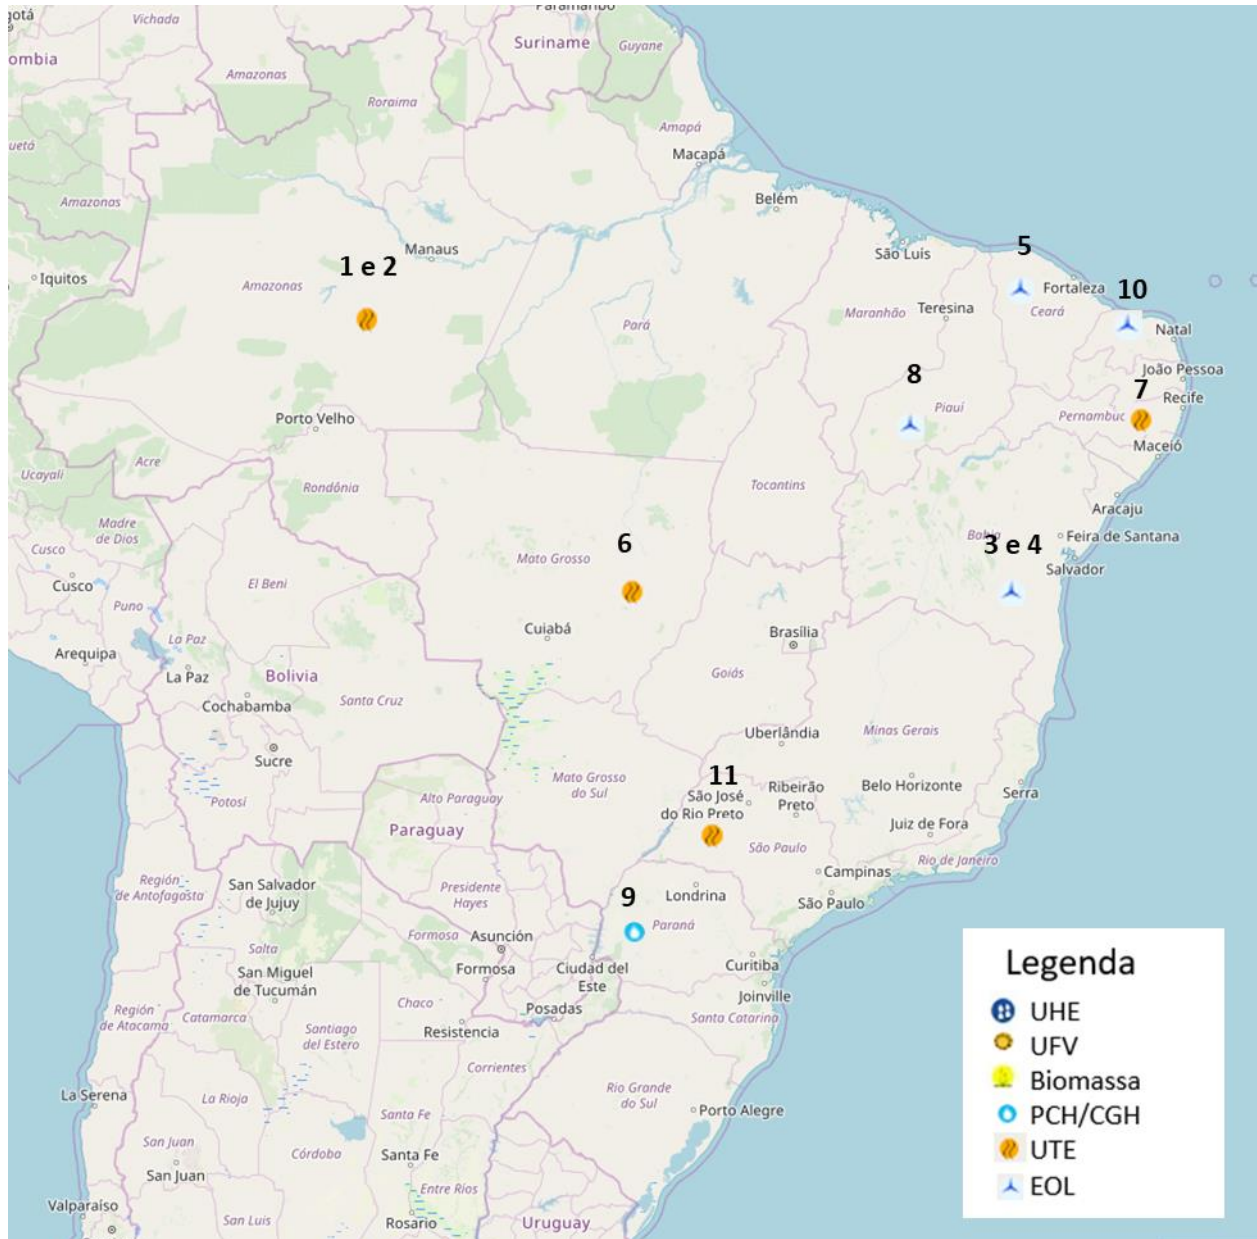 Paramaribo
gotá
Vichada
Suriname
Guyane
ombia
Amazonas
Roraima
Amapá
Macapá
uetá
Belém
Amazonas
Manaus
São Luís
5
1 e 2
Iquitos
Amazonas
Fortaleza
10
Ceará
Maranhão
Teresina
Pará
Natal
João Pessoa
8
7
Recife
Piauí
Pernambuc
Porto Velho
Maceió
Acre
Ucayali
Rondônia
Tocantins
Aracaju
Madre
de Dios
Bahia
Feira de Santana
6
3 e 4
Cusco
Mato Grosso
Salvador
Cusco
El Beni
Puno
Cuiabá
Brasília
La Paz
Arequipa
La Paz
Bolivia
Goiás
Santa Cruz
Cochabamba
Uberlândia
Minas Gerais
Sucre
11
Mato Grosso
do Sul
Ribeirão
Preto
Belo Horizonte
Serra
São José
do Rio Preto
Potosí
Alto Paraguay
Paraguay
Juiz de Fora
São Paulo
Rio de Janeiro
Campinas
Región
de Antofagasta
San Salvador
de Jujuy
Presidente
Hayes
9
Londrina
São Paulo
Paraná
Salta
Formosa
Asunción
Curitiba
San Miguel
de Tucumán
Formosa
Ciudad del
Este
Joinville
Chaco
Posadas
Región
de Atacama
Catamarca
Santiago
del Estero
Resistencia
Santa Catarina
Corrientes
La Serena
La Rioja
Rio Grande
do Sul
Santa Fe
Porto Alegre
San Juan
Córdoba
Santa Fe
San Juan
Entre Ríos
Valparaíso
San Luis
Rosario
Uruguay
Legenda
UHE
UFV
Biomassa
PCH/CGH
UTE
EOL